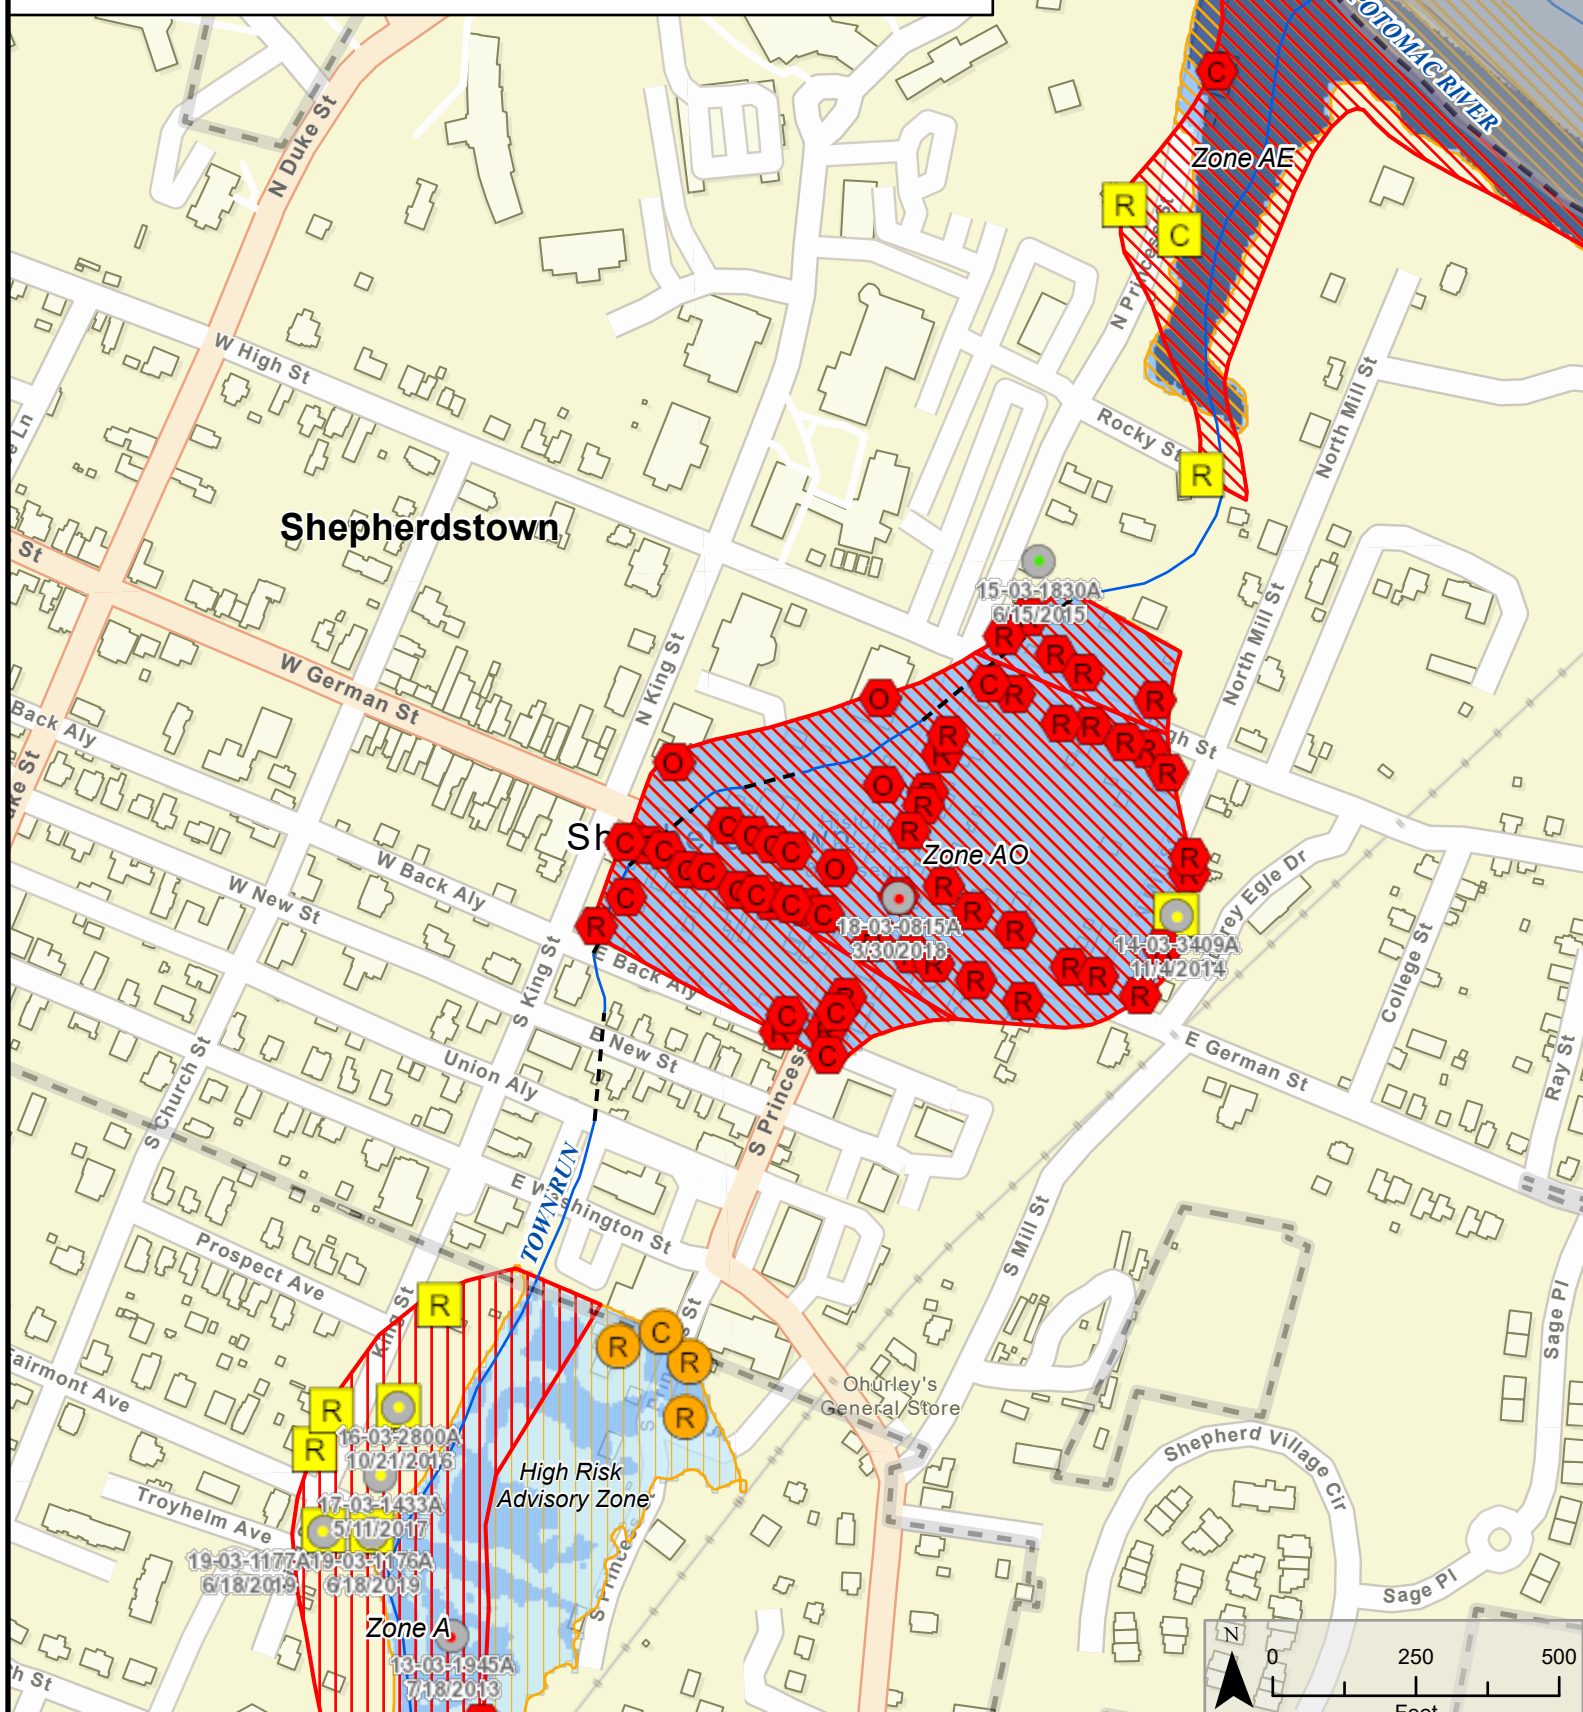 POTOMAC RIVER
C
Zone AE
N Duke St
R
C
N Princess St
W High St
Rocky St
North Mill St
R
Shepherdstown
15-03-1830A
6/15/2015
R
R
R
C
R
R
North Mill St
W German St
N King St
O
O
R
R
R
R
R
R
Back Aly
O
R
R
C
C
C
C
C
C
C
C
C
C
C
C
O
Zone AO
R
R
R
R
R
18-03-0815A
3/30/2018
14-03-3409A
11/4/2014
W Back Aly
W New St
C
R
E Back Aly
S King St
R
R
R
R
R
R
C
R
C
C
E New St
Union Aly
S Church St
S Princess
E German St
College St
Ray St
TOWN RUN
E Washington St
S Mill St
Prospect Ave
R
King St
R
C
R
R
Sage Pl
Fairmont Ave
R
R
16-03-2800A
10/21/2016
Ohurley's
General Store
High Risk
Advisory Zone
Shepherd Village Cir
Troyhelm Ave
17-03-1433A
5/11/2017
19-03-1177A
19-03-1176A
6/18/2019
6/18/2019
Sage Pl
Zone A
13-03-1945A
7/18/2013
N
0
250
500